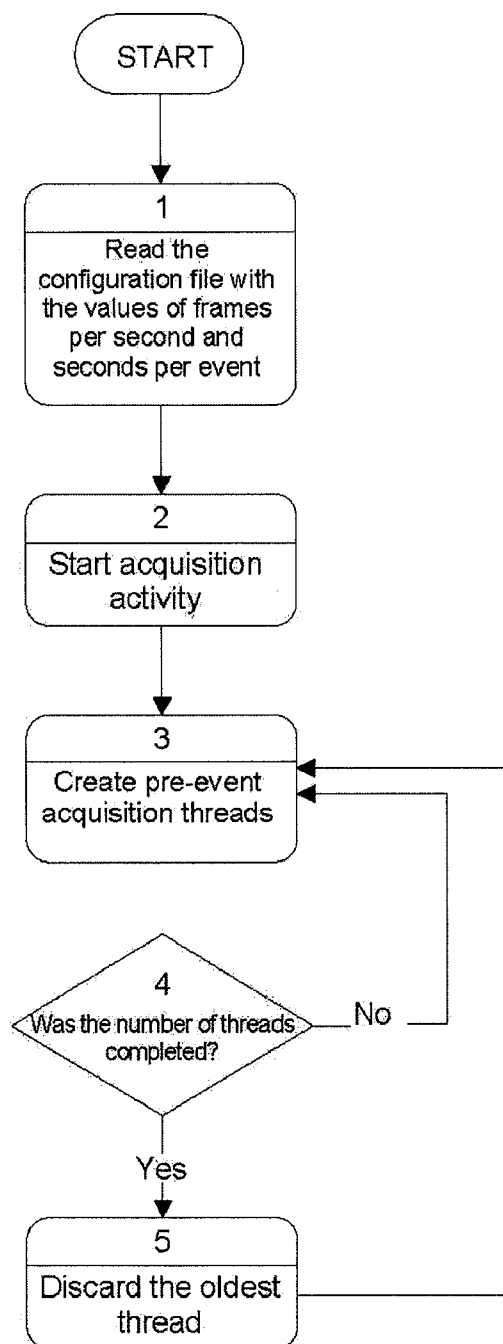 START
1
Read the
configuration file with
the values of frames
per second and
seconds per event
2
Start acquisition
activity
3
Create pre-event
acquisition threads
4
Was the number of threads
completed?
No
Yes
5
Discard the oldest
thread